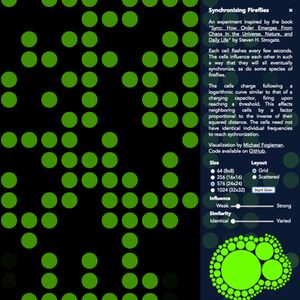 Synchronizing Fireflies ×
An experiment inspired by the book
"Sync: How Order Emerges From
Chaos In the Universe, Nature, and
Daily Life" by Steven H. Strogatz.
Each cell flashes every few seconds.
The cells influence each other in such
a way that they will all eventually
synchronize, as do some species of
fireflies.
The cells charge following a
logarithmic curve similar to that of a
charging capacitor, firing upon
reaching a threshold. This affects
neighboring cells by a factor
proportional to the inverse of their
squared distance. The cells need not
have identical individual frequencies
to reach sychronization.
Visualization by Michael Fogleman.
Code available on GitHub.
Size Layout
64 (8x8) Grid
256 (16x16) Scattered
576 (24x24)
1024 (32x32) Start Over
Influence
Weak Strong
Similarity
Identical Varied